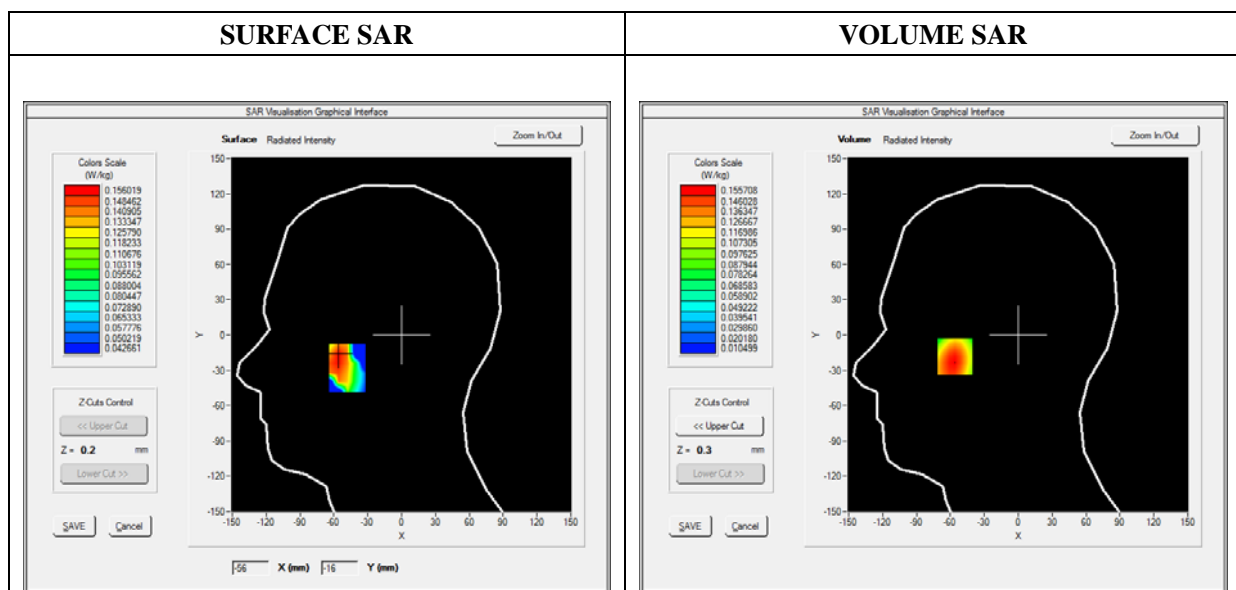 SURFACE SAR
VOLUME SAR
SAR Visualisation Graphical Interface
Surface Radiated Intensity
Zoom In/Out
Colors Scale
(W/kg)
0.156019
0.148462
0.140905
0.133347
0.125790
0.118233
0.110676
0.103119
0.095562
0.088004
0.080447
0.072890
0.065333
0.057776
0.050219
0.042661
Z-Cuts Control
<< Upper Cut
Z = 0.2 mm
Lower Cut >>
SAVE Cancel
150
120
90
60
30
0
-30
-60
-90
-120
-150
Y
-150 -120 -90 -60 -30 0 30 60 90 120 150
X
-56 X (mm) -16 Y (mm)
SAR Visualisation Graphical Interface
Volume Radiated Intensity
Zoom In/Out
Colors Scale
(W/kg)
0.155708
0.146028
0.136347
0.126667
0.116986
0.107305
0.097625
0.087944
0.078264
0.068583
0.058902
0.049222
0.039541
0.029860
0.020180
0.010499
Z-Cuts Control
<< Upper Cut
Z = 0.3 mm
Lower Cut >>
SAVE Cancel
150
120
90
60
30
0
-30
-60
-90
-120
-150
Y
-150 -120 -90 -60 -30 0 30 60 90 120 150
X